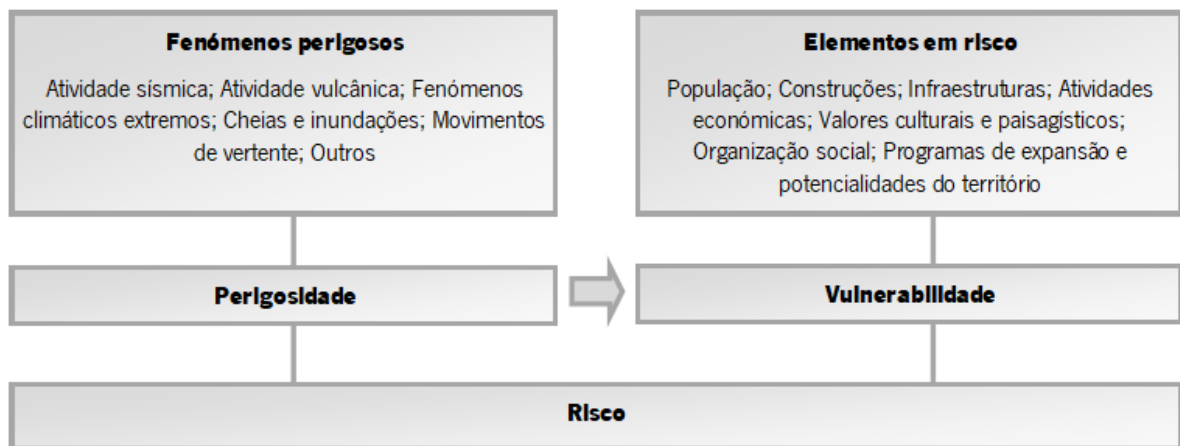 Fenómenos perigosos
Atividade sísmica; Atividade vulcânica; Fenómenos
climáticos extremos; Cheias e inundações; Movimentos
de vertente; Outros
Elementos em risco
População; Construções; Infraestruturas; Atividades
económicas; Valores culturais e paisagísticos;
Organização social; Programas de expansão e
potencialidades do território
Perigosidade
Vulnerabilidade
Risco